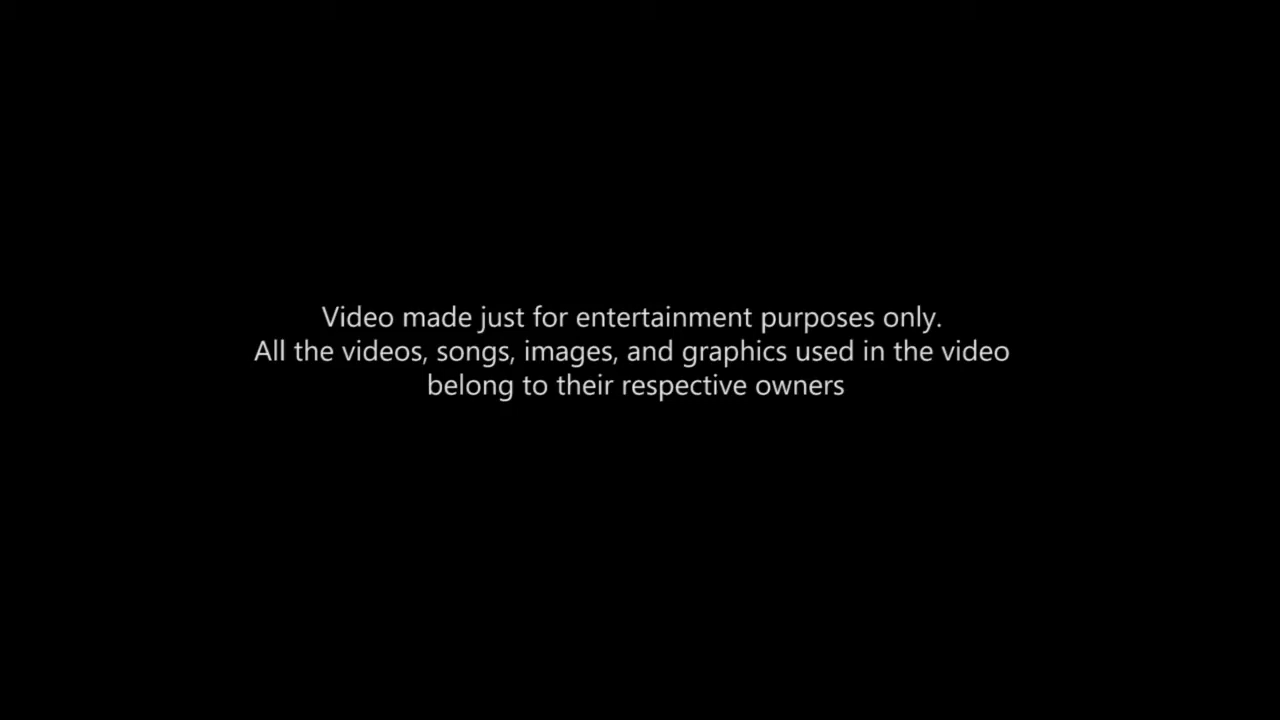 Video made just for entertainment purposes only.
All the videos, songs, images, and graphics used in the video
belong to their respective owners